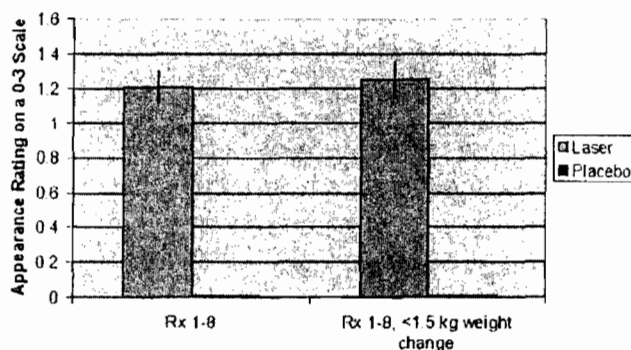 Appearance Rating on a 0-3 Scale
1.6
1.4
1.2
1
0.8
0.6
0.4
0.2
0
Rx 1-8
Rx 1-8, <1.5 kg weight
change
Laser
Placebo